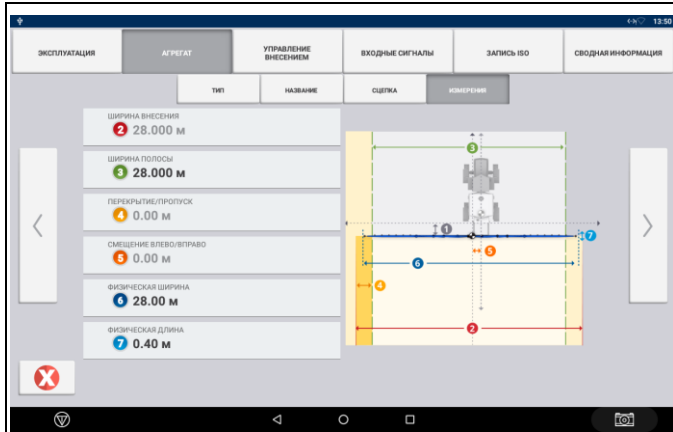 13:50
ЭКСПЛУАТАЦИЯ
АГРЕГАТ
УПРАВЛЕНИЕ
ВНЕСЕНИЕМ
ВХОДНЫЕ СИГНАЛЫ
ЗАПИСЬ ISO
СВОДНАЯ ИНФОРМАЦИЯ
ТИП
НАЗВАНИЕ
СЦЕПКА
ИЗМЕРЕНИЯ
ШИРИНА ВНЕСЕНИЯ
2 28.000 м
ШИРИНА ПОЛОСЫ
3 28.000 м
ПЕРЕКРЫТИЕ/ПРОПУСК
4 0.00 м
СМЕЩЕНИЕ ВЛЕВО/ВПРАВО
5 0.00 м
ФИЗИЧЕСКАЯ ШИРИНА
6 28.00 м
ФИЗИЧЕСКАЯ ДЛИНА
7 0.40 м
3
1
7
5
6
4
2